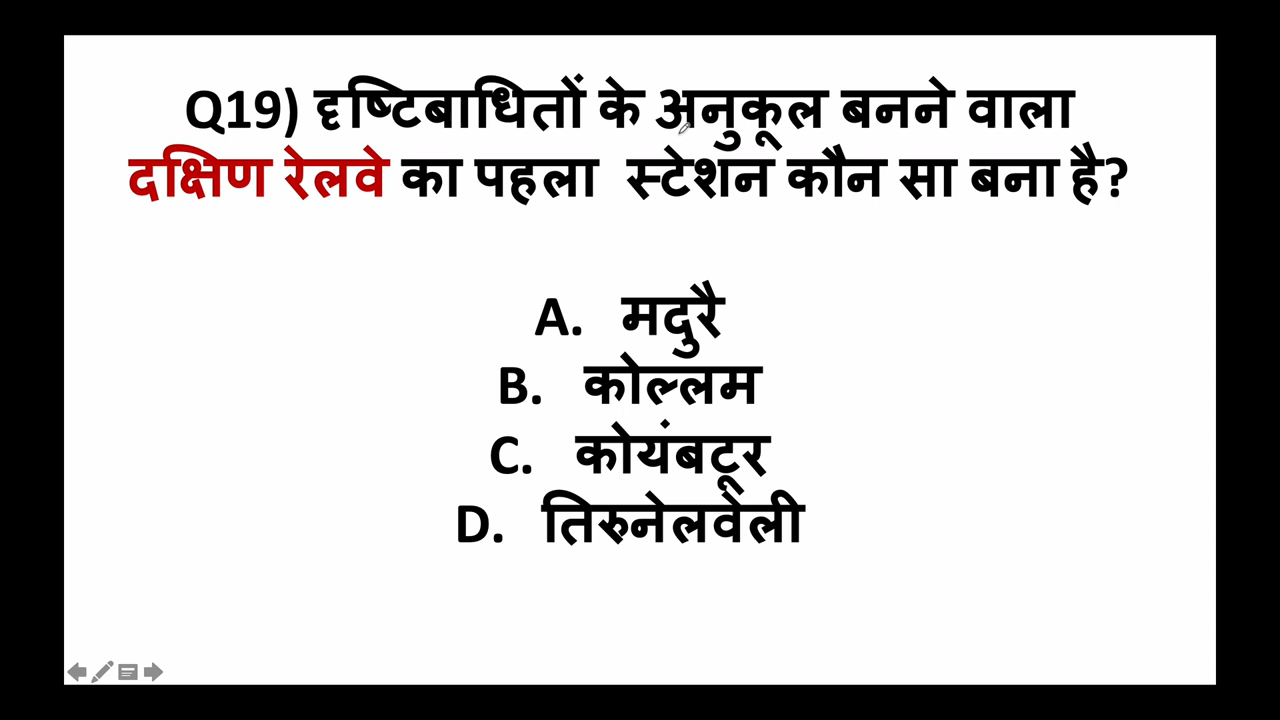 Q19) दृष्टिबाधितों के अनुकूल बनने वाला
दक्षिण रेलवे का पहला स्टेशन कौन सा बना है?
A. मदुरै
B. कोल्लम
C. कोयंबटूर
D. तिरुनेलवेली